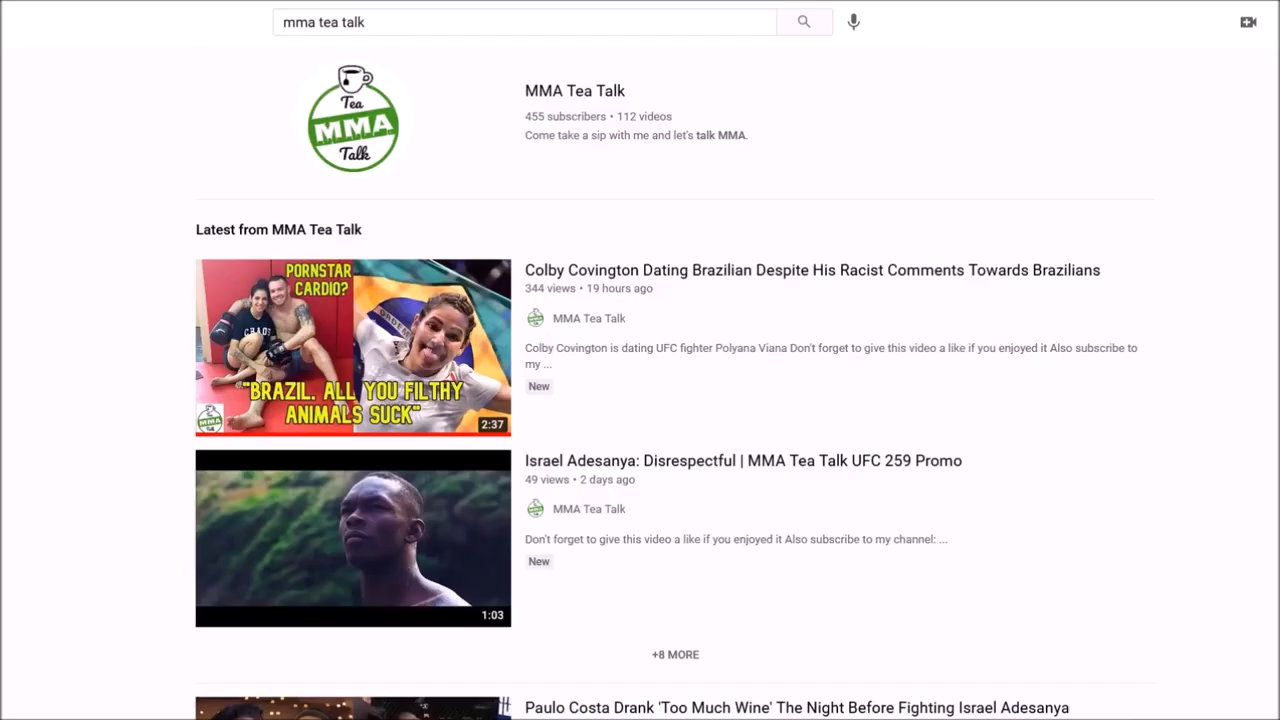 mma tea talk
Tea
MMA
Talk
MMA Tea Talk
455 subscribers • 112 videos
Come take a sip with me and let's talk MMA.
Latest from MMA Tea Talk
PORNSTAR
CARDIO?
CHAOS
ORDEM
"BRAZIL. ALL YOU FILTHY
ANIMALS SUCK"
MMA
2:37
Colby Covington Dating Brazilian Despite His Racist Comments Towards Brazilians
344 views • 19 hours ago
MMA Tea Talk
Colby Covington is dating UFC fighter Polyana Viana Don't forget to give this video a like if you enjoyed it Also subscribe to
my ...
New
1:03
Israel Adesanya: Disrespectful | MMA Tea Talk UFC 259 Promo
49 views • 2 days ago
MMA Tea Talk
Don't forget to give this video a like if you enjoyed it Also subscribe to my channel: ...
New
+8 MORE
Paulo Costa Drank 'Too Much Wine' The Night Before Fighting Israel Adesanya